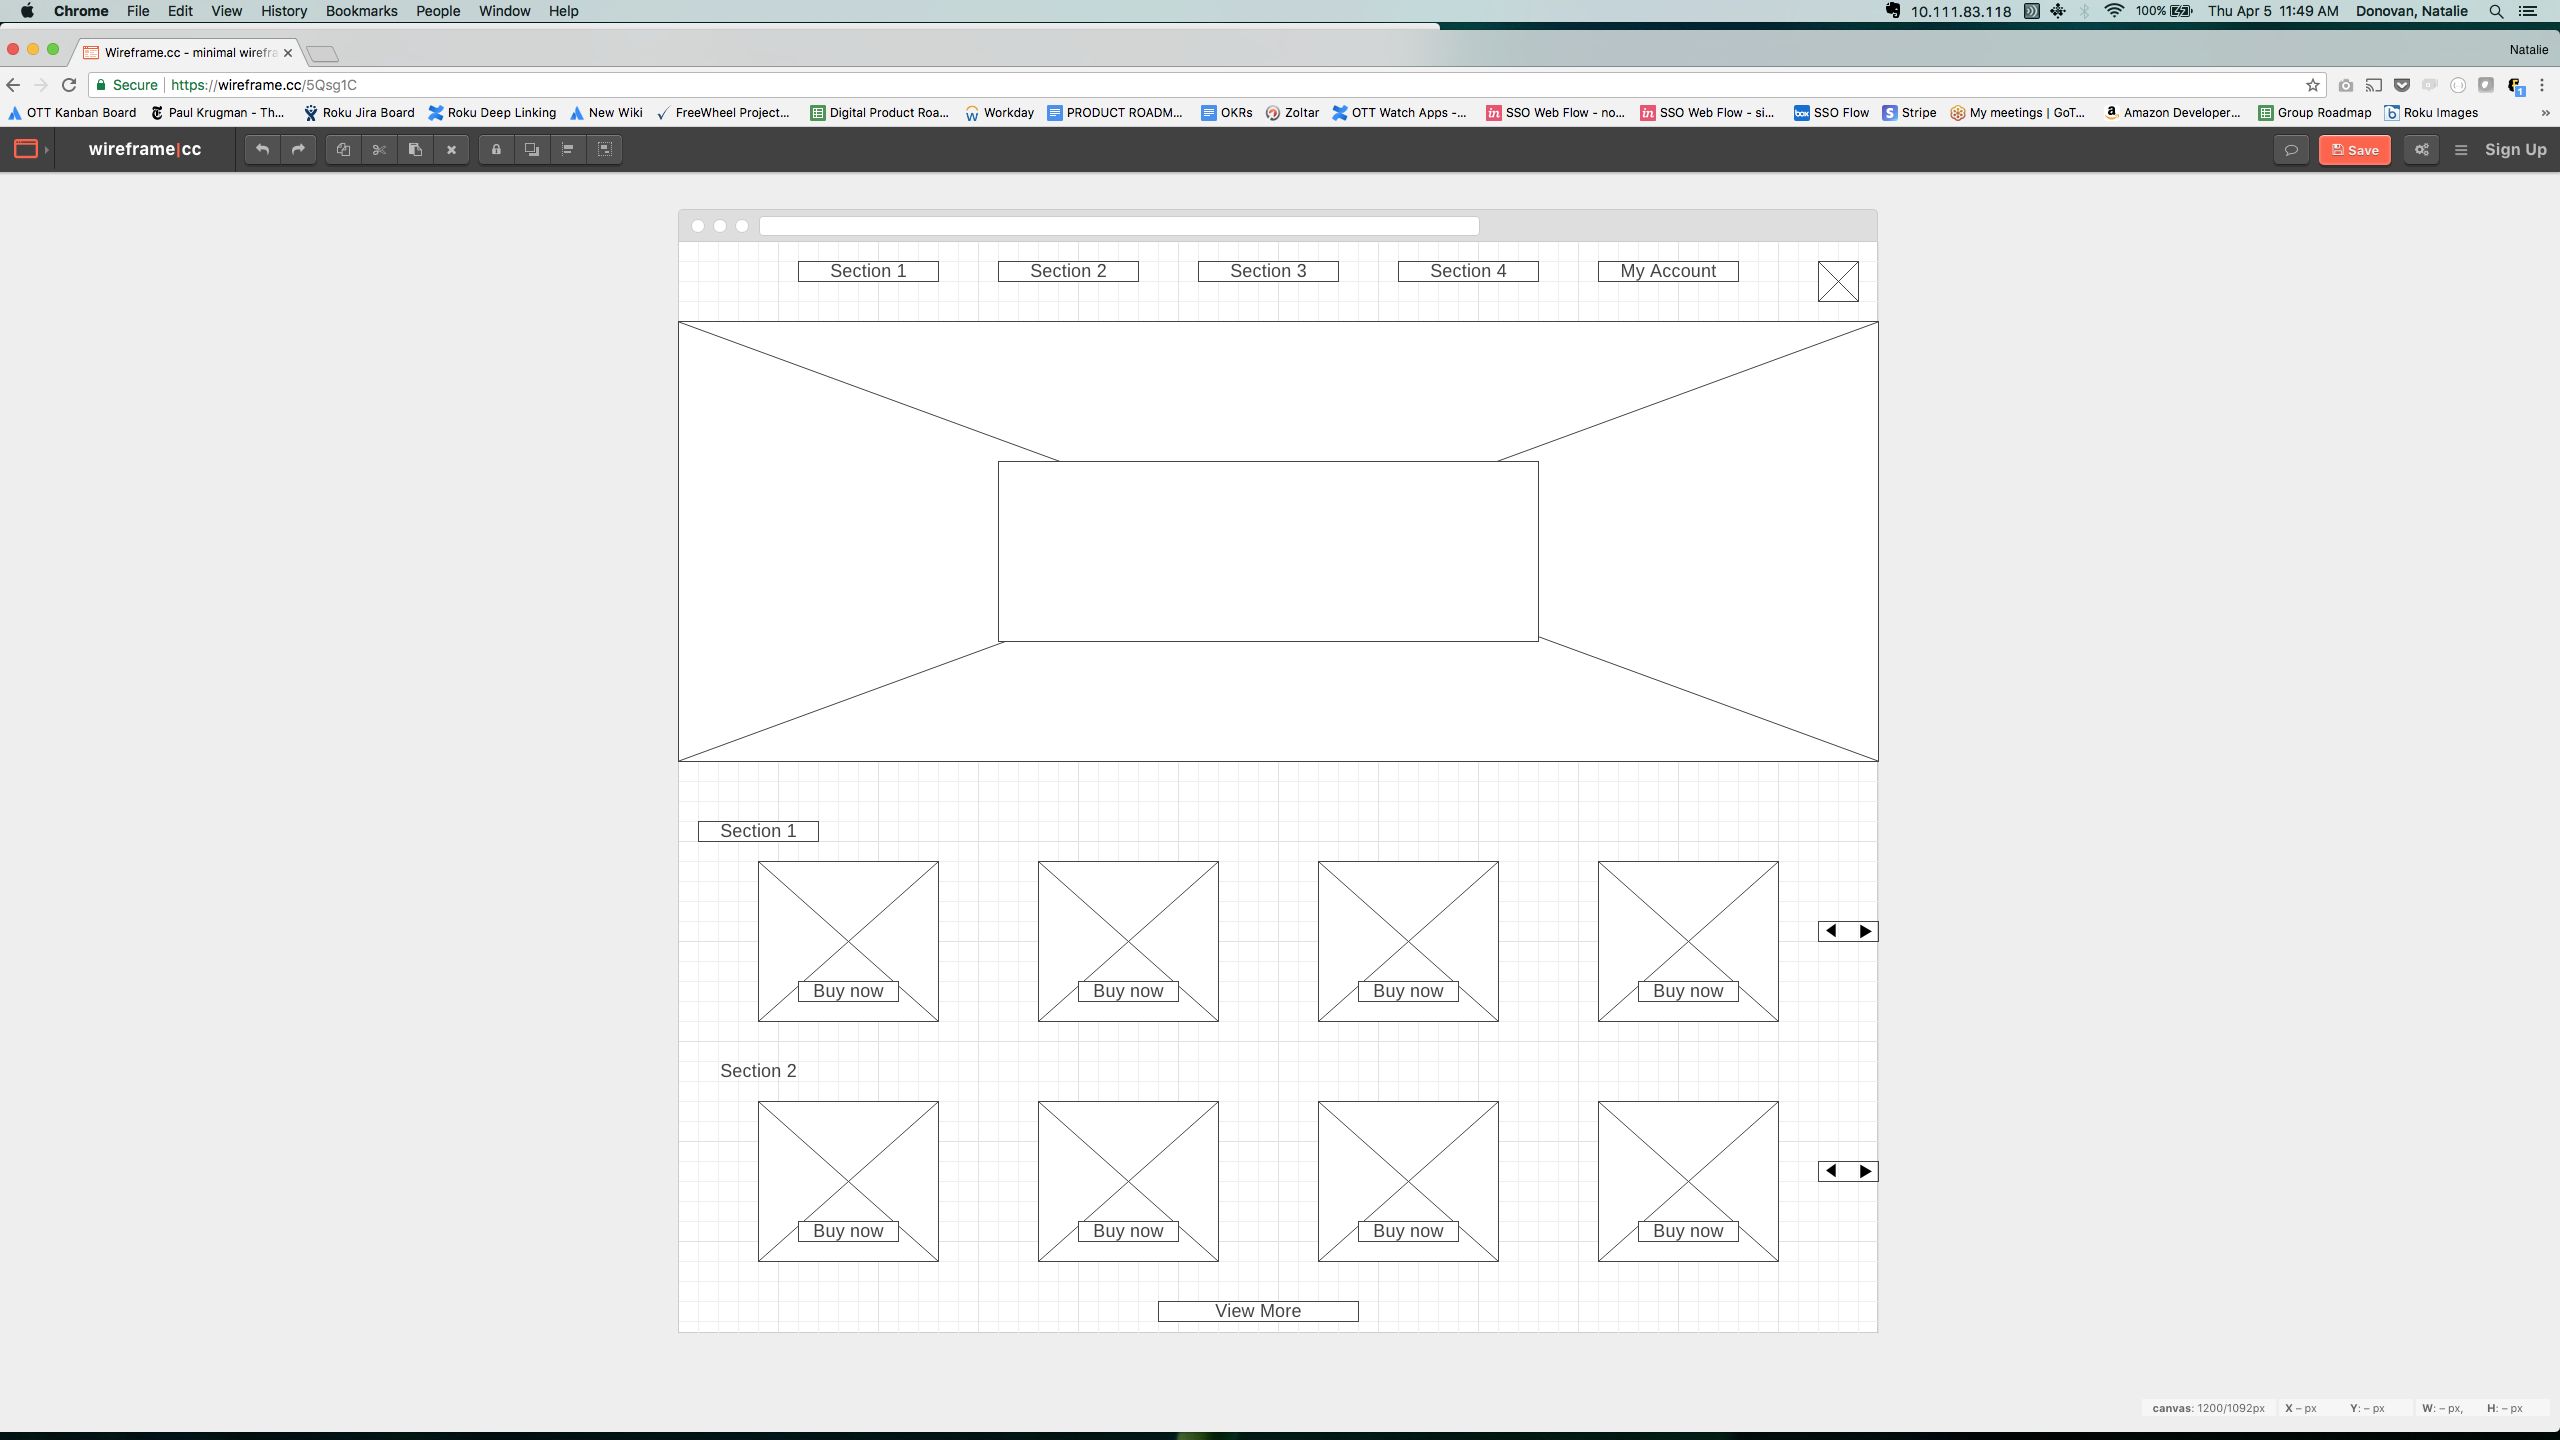 Chrome File Edit View History Bookmarks People Window Help 10.111.83.118 100% Thu Apr 5 11:49 AM Donovan, Natalie
Wireframe.cc - minimal wirefra Natalie
Secure https://wireframe.cc/5Qsg1C
OTT Kanban Board Paul Krugman - Th... Roku Jira Board Roku Deep Linking New Wiki FreeWheel Project... Digital Product Roa... Workday PRODUCT ROADM... OKRs Zoltar OTT Watch Apps -... SSO Web Flow - no... SSO Web Flow - si... SSO Flow Stripe My meetings | GoT... Amazon Developer... Group Roadmap Roku Images »
wireframe|cc Save Sign Up
Section 1 Section 2 Section 3 Section 4 My Account
Section 1
Buy now Buy now Buy now Buy now
Section 2
Buy now Buy now Buy now Buy now
View More
canvas: 1200/1092px X – px Y: – px W: – px, H: – px